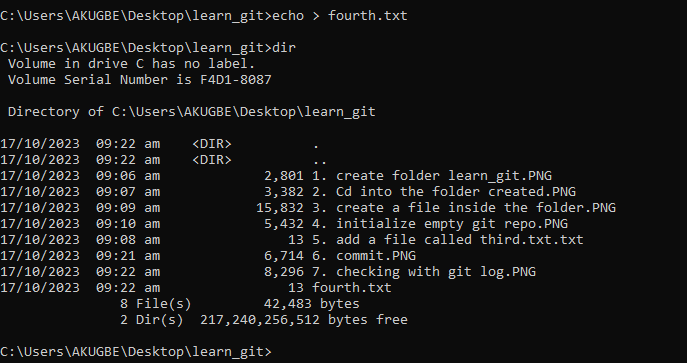 C:\Users\AKUGBE\Desktop\learn_git>echo > fourth.txt
C:\Users\AKUGBE\Desktop\learn_git>dir
 Volume in drive C has no label.
 Volume Serial Number is F4D1-8087
 Directory of C:\Users\AKUGBE\Desktop\learn_git
17/10/2023  09:22 am    <DIR>          .
17/10/2023  09:22 am    <DIR>          ..
17/10/2023  09:06 am             2,801 1. create folder learn_git.PNG
17/10/2023  09:07 am             3,382 2. Cd into the folder created.PNG
17/10/2023  09:09 am            15,832 3. create a file inside the folder.PNG
17/10/2023  09:10 am             5,432 4. initialize empty git repo.PNG
17/10/2023  09:08 am                13 5. add a file called third.txt.txt
17/10/2023  09:21 am             6,714 6. commit.PNG
17/10/2023  09:22 am             8,296 7. checking with git log.PNG
17/10/2023  09:22 am                13 fourth.txt
               8 File(s)         42,483 bytes
               2 Dir(s)  217,240,256,512 bytes free
C:\Users\AKUGBE\Desktop\learn_git>